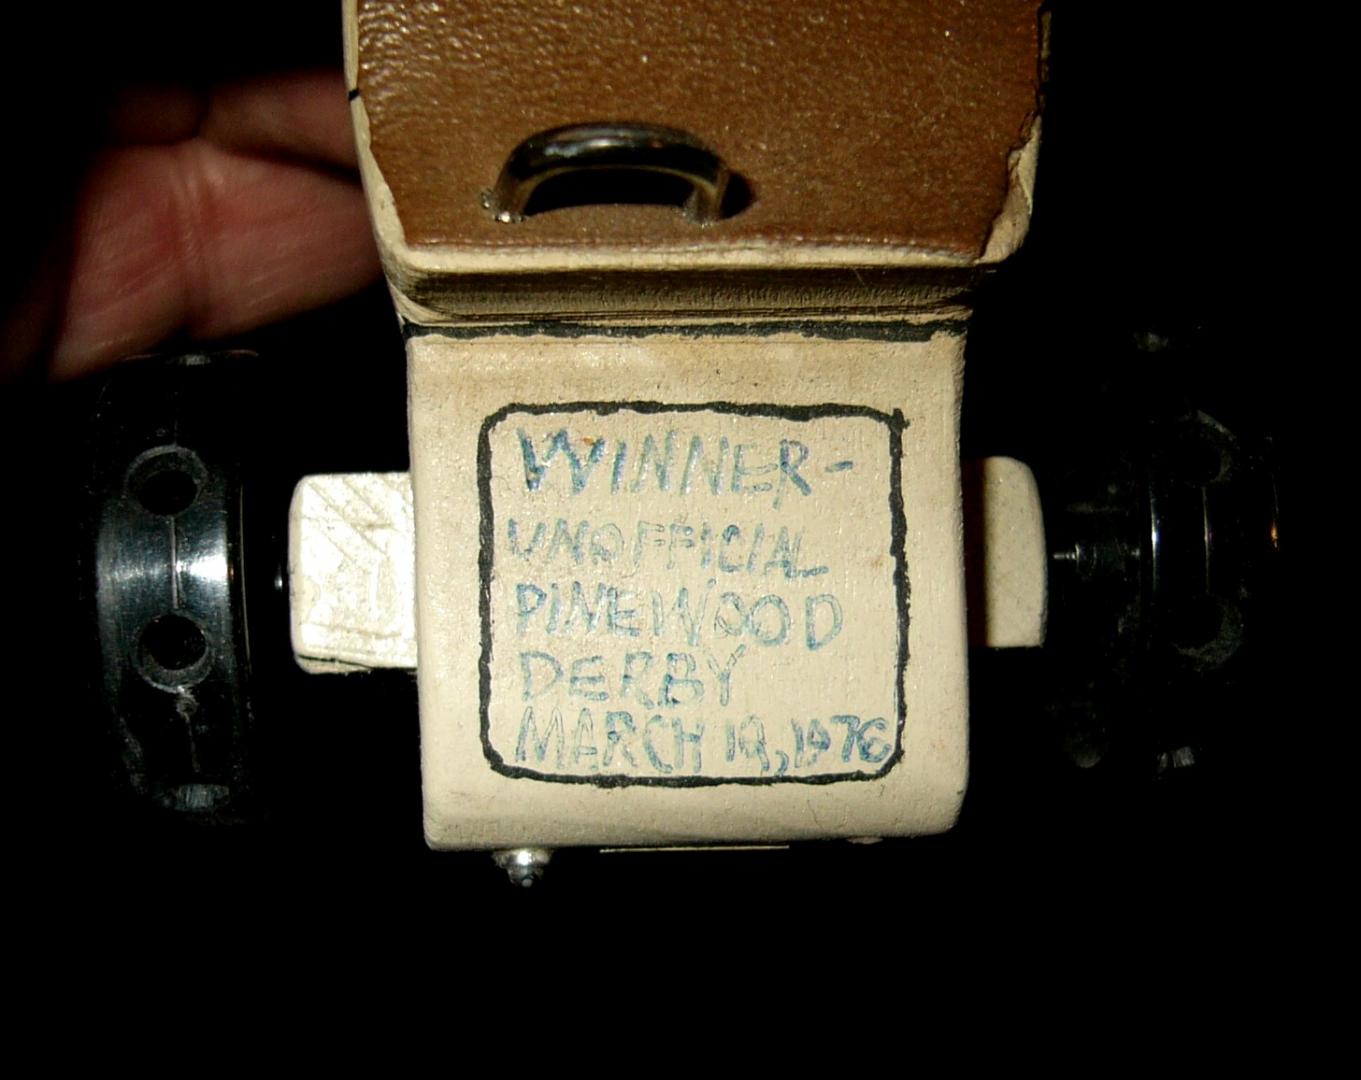 WINNER-
UNOFFICIAL
PINEWOOD
DERBY
MARCH 19, 1976